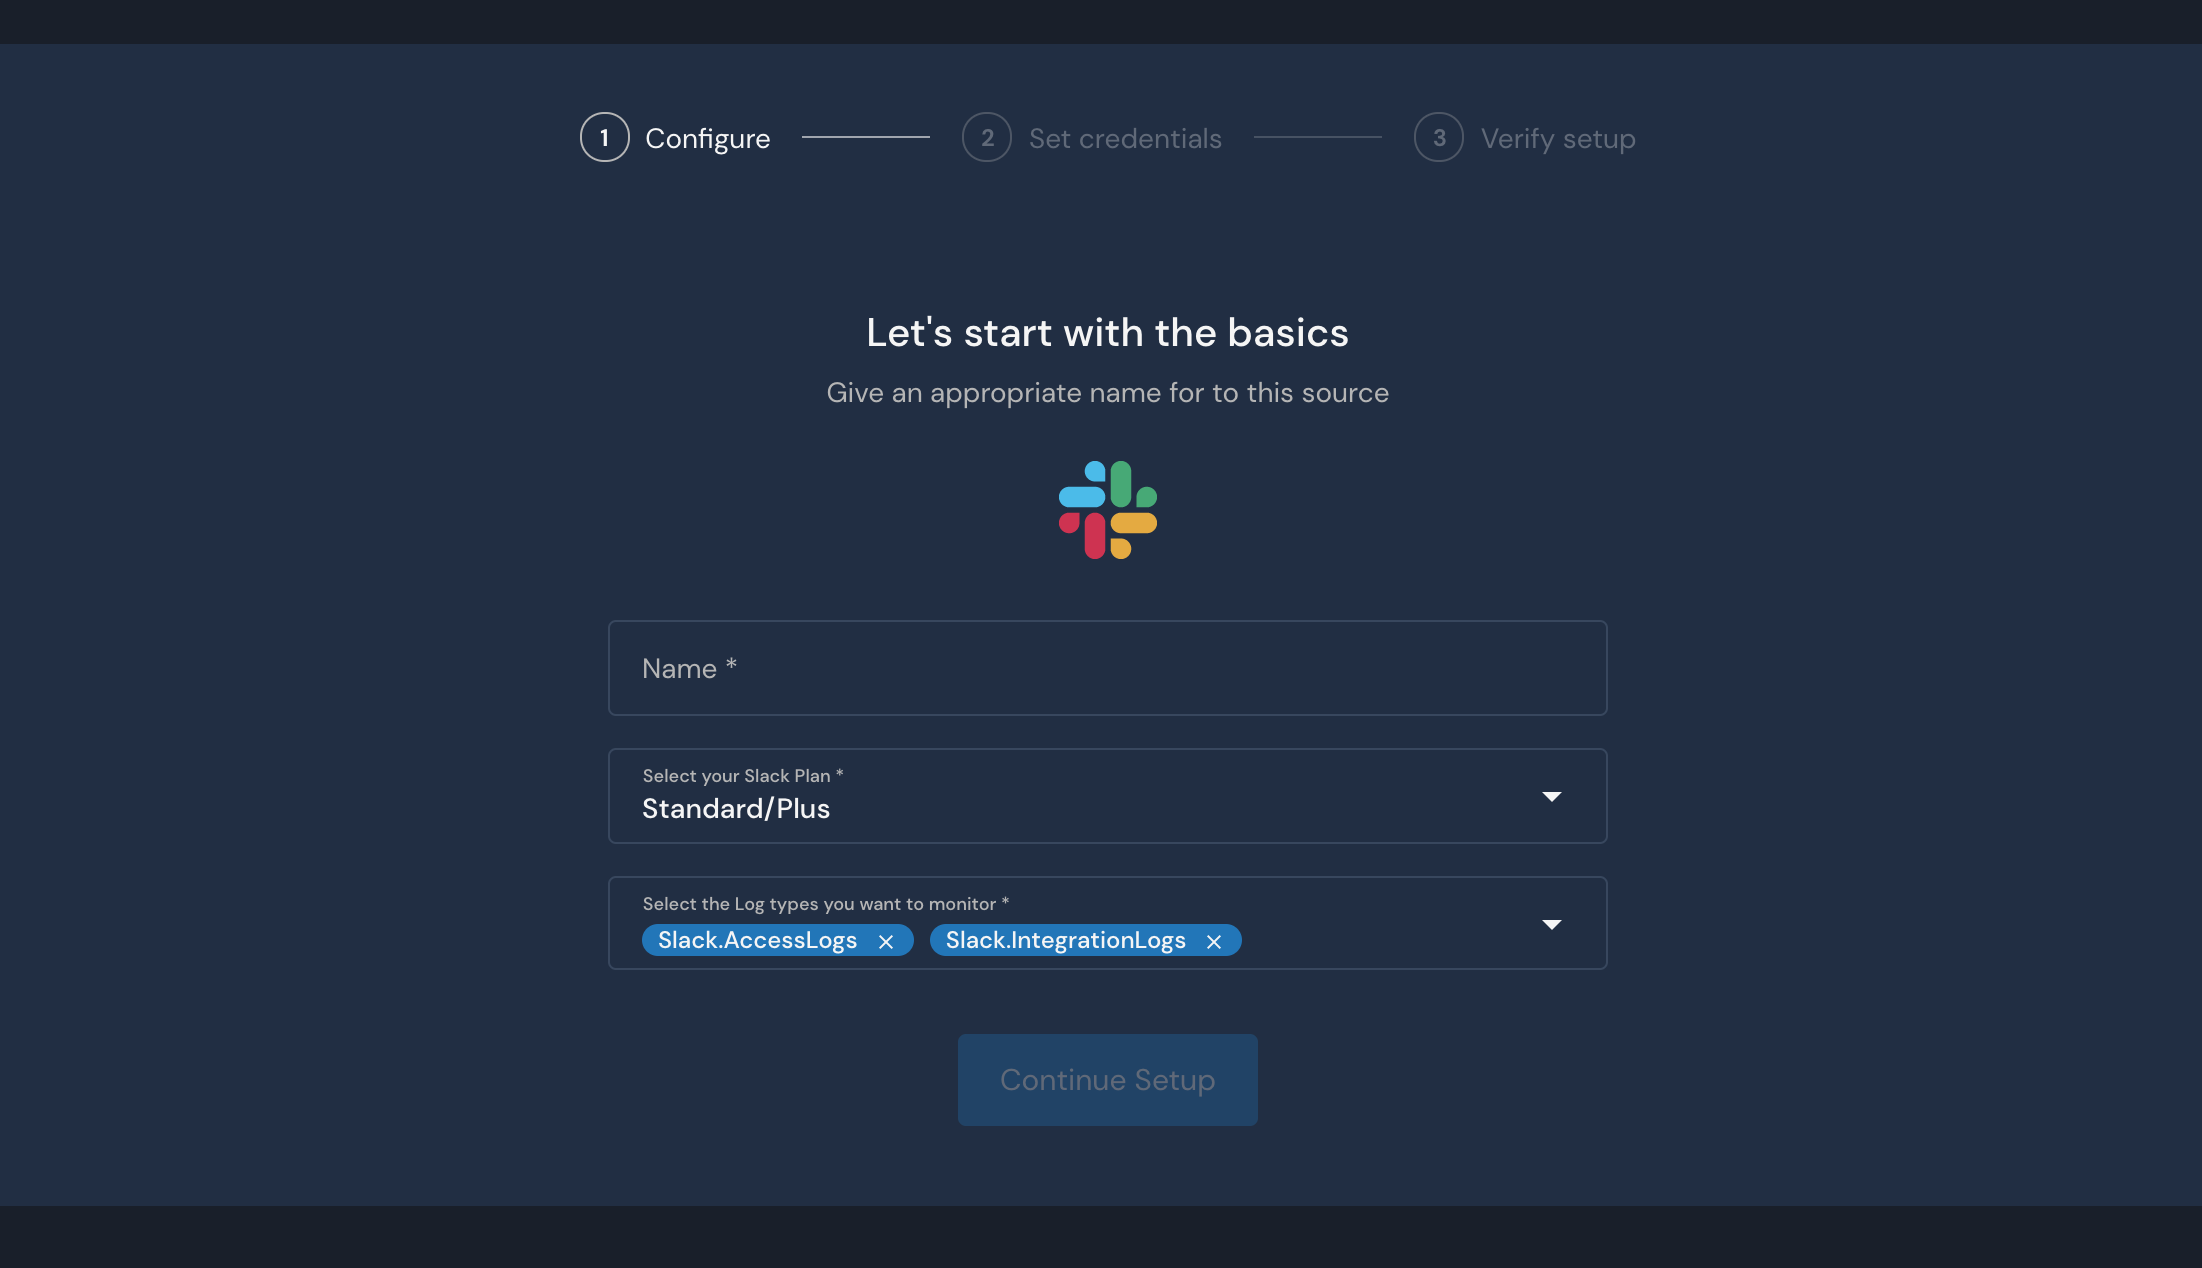 1 Configure 2 Set credentials 3 Verify setup
Let's start with the basics
Give an appropriate name for to this source
Name *
Select your Slack Plan *
Standard/Plus
Select the Log types you want to monitor *
Slack.AccessLogs Slack.IntegrationLogs
Continue Setup